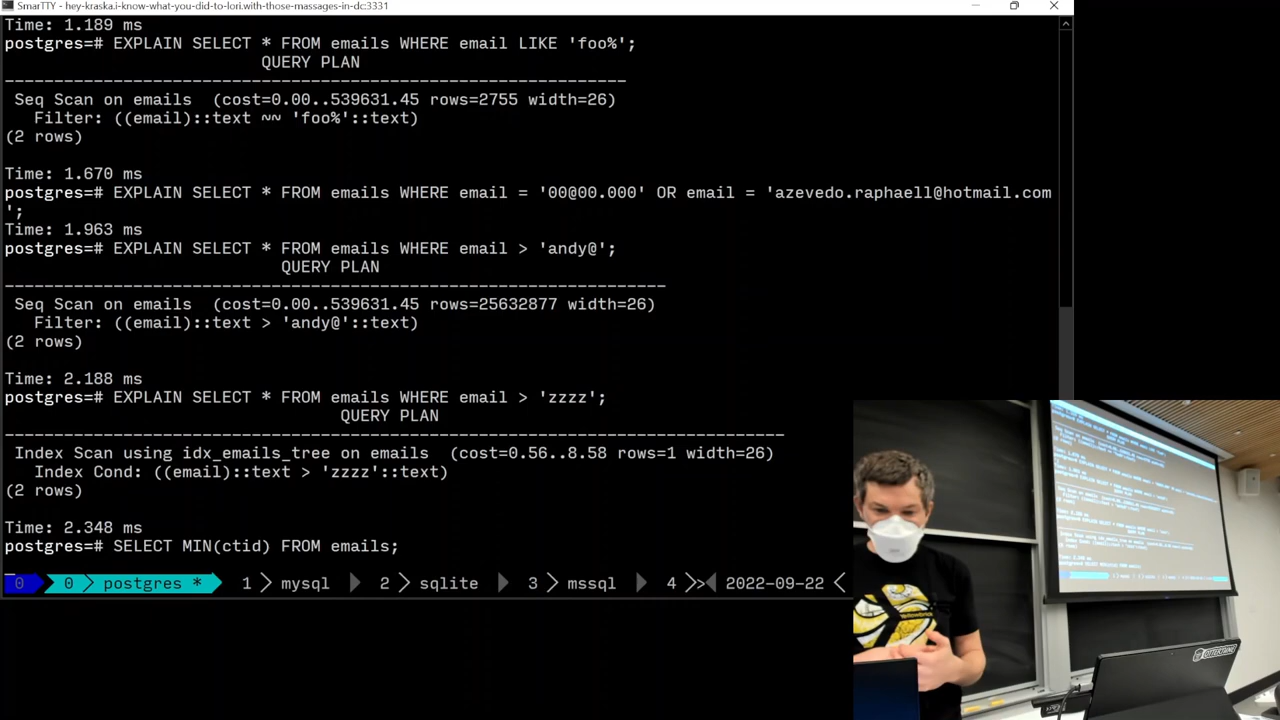 SmarTTY - hey-kraska.i-know-what-you-did-to-lori.with-those-massages-in-dc:3331
Time: 1.189 ms
postgres=# EXPLAIN SELECT * FROM emails WHERE email LIKE 'foo%';
QUERY PLAN
---------------------------------------------------------------
Seq Scan on emails  (cost=0.00..539631.45 rows=2755 width=26)
Filter: ((email)::text ~~ 'foo%'::text)
(2 rows)
Time: 1.670 ms
postgres=# EXPLAIN SELECT * FROM emails WHERE email = '00@00.000' OR email = 'azevedo.raphaell@hotmail.com
';
Time: 1.963 ms
postgres=# EXPLAIN SELECT * FROM emails WHERE email > 'andy@';
QUERY PLAN
-------------------------------------------------------------------
Seq Scan on emails  (cost=0.00..539631.45 rows=25632877 width=26)
Filter: ((email)::text > 'andy@'::text)
(2 rows)
Time: 2.188 ms
postgres=# EXPLAIN SELECT * FROM emails WHERE email > 'zzzz';
QUERY PLAN
-------------------------------------------------------------------------------
Index Scan using idx_emails_tree on emails  (cost=0.56..8.58 rows=1 width=26)
Index Cond: ((email)::text > 'zzzz'::text)
(2 rows)
Time: 2.348 ms
postgres=# SELECT MIN(ctid) FROM emails;
0 0 postgres * 1 mysql 2 sqlite 3 mssql 4 >> 2022-09-22
Yellowbrick
OTTERTUNE